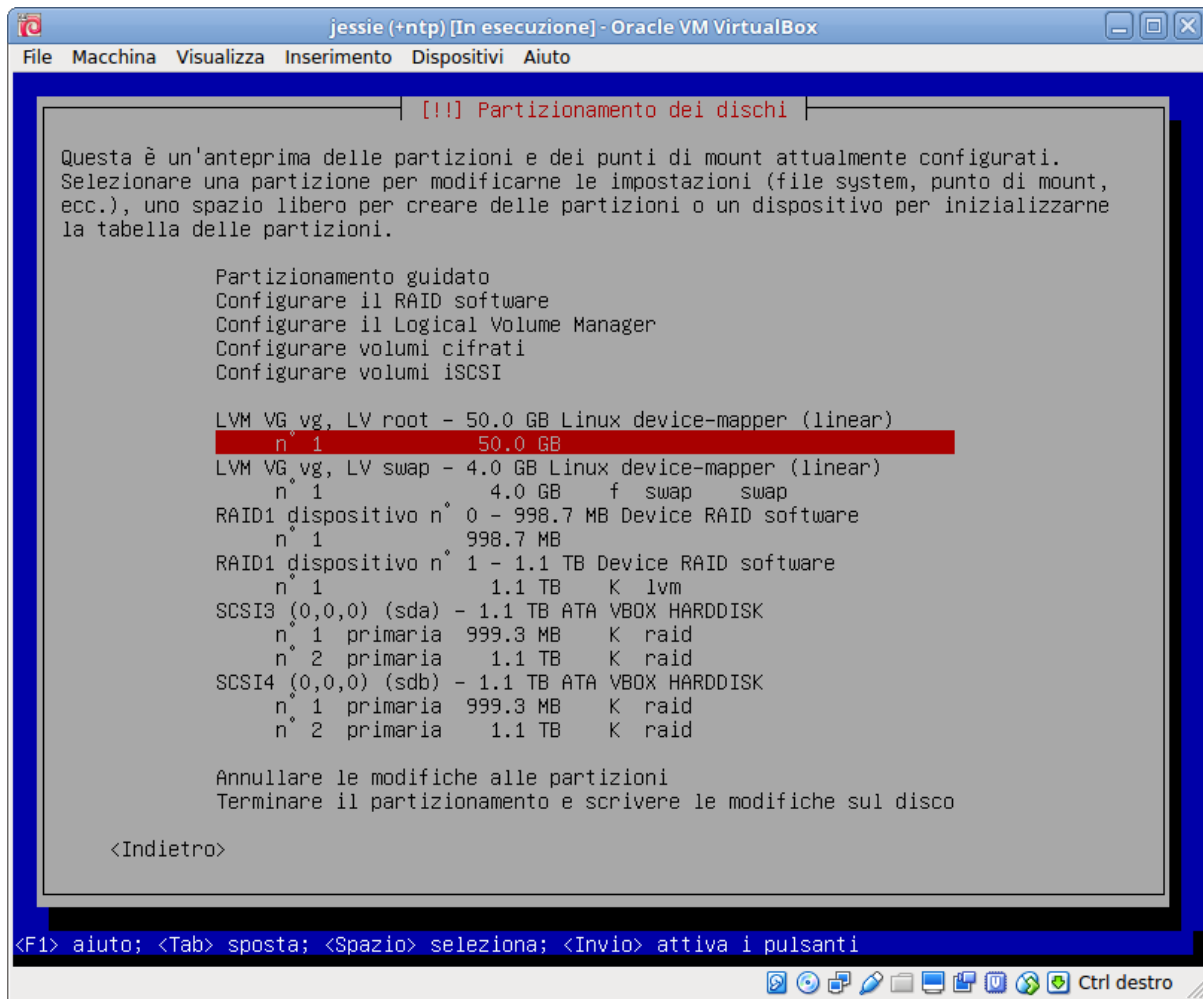 jessie (+ntp) [In esecuzione] - Oracle VM VirtualBox
File Macchina Visualizza Inserimento Dispositivi Aiuto
[!!] Partizionamento dei dischi
Questa è un'anteprima delle partizioni e dei punti di mount attualmente configurati.
Selezionare una partizione per modificarne le impostazioni (file system, punto di mount,
ecc.), uno spazio libero per creare delle partizioni o un dispositivo per inizializzarne
la tabella delle partizioni.
Partizionamento guidato
Configurare il RAID software
Configurare il Logical Volume Manager
Configurare volumi cifrati
Configurare volumi iSCSI
LVM VG vg, LV root - 50.0 GB Linux device-mapper (linear)
n° 1 50.0 GB
LVM VG vg, LV swap - 4.0 GB Linux device-mapper (linear)
n° 1 4.0 GB f swap swap
RAID1 dispositivo n° 0 - 998.7 MB Device RAID software
n° 1 998.7 MB
RAID1 dispositivo n° 1 - 1.1 TB Device RAID software
n° 1 1.1 TB K lvm
SCSI3 (0,0,0) (sda) - 1.1 TB ATA VBOX HARDDISK
n° 1 primaria 999.3 MB K raid
n° 2 primaria 1.1 TB K raid
SCSI4 (0,0,0) (sdb) - 1.1 TB ATA VBOX HARDDISK
n° 1 primaria 999.3 MB K raid
n° 2 primaria 1.1 TB K raid
Annullare le modifiche alle partizioni
Terminare il partizionamento e scrivere le modifiche sul disco
<Indietro>
<F1> aiuto; <Tab> sposta; <Spazio> seleziona; <Invio> attiva i pulsanti
Ctrl destro